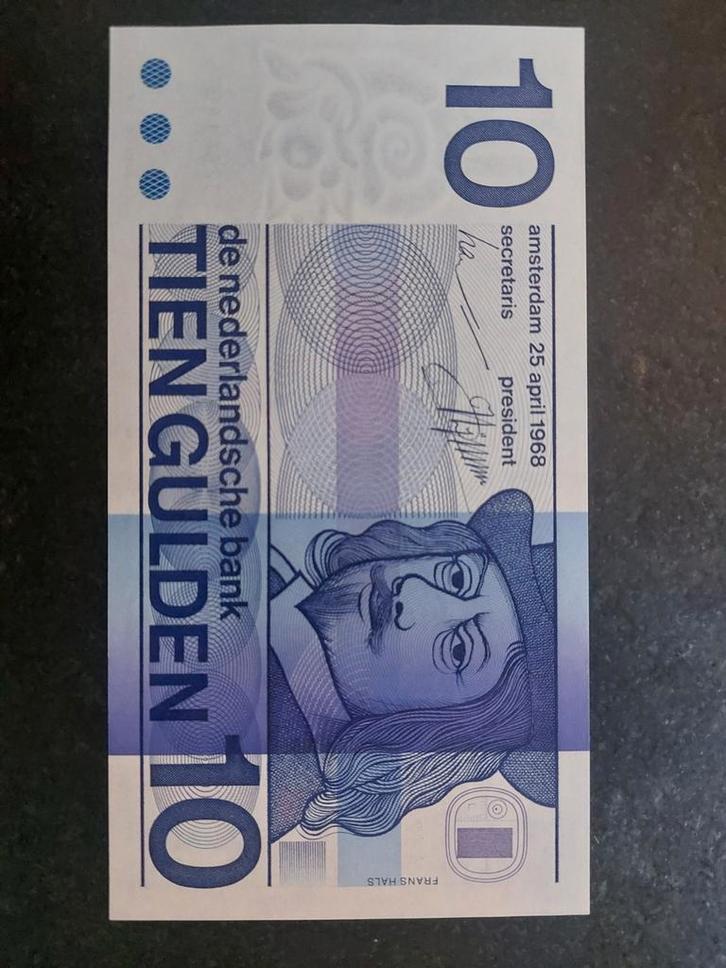 10
amsterdam 25 april 1968
secretaris president
de nederlandsche bank
TIEN GULDEN 10
FRANS HALS